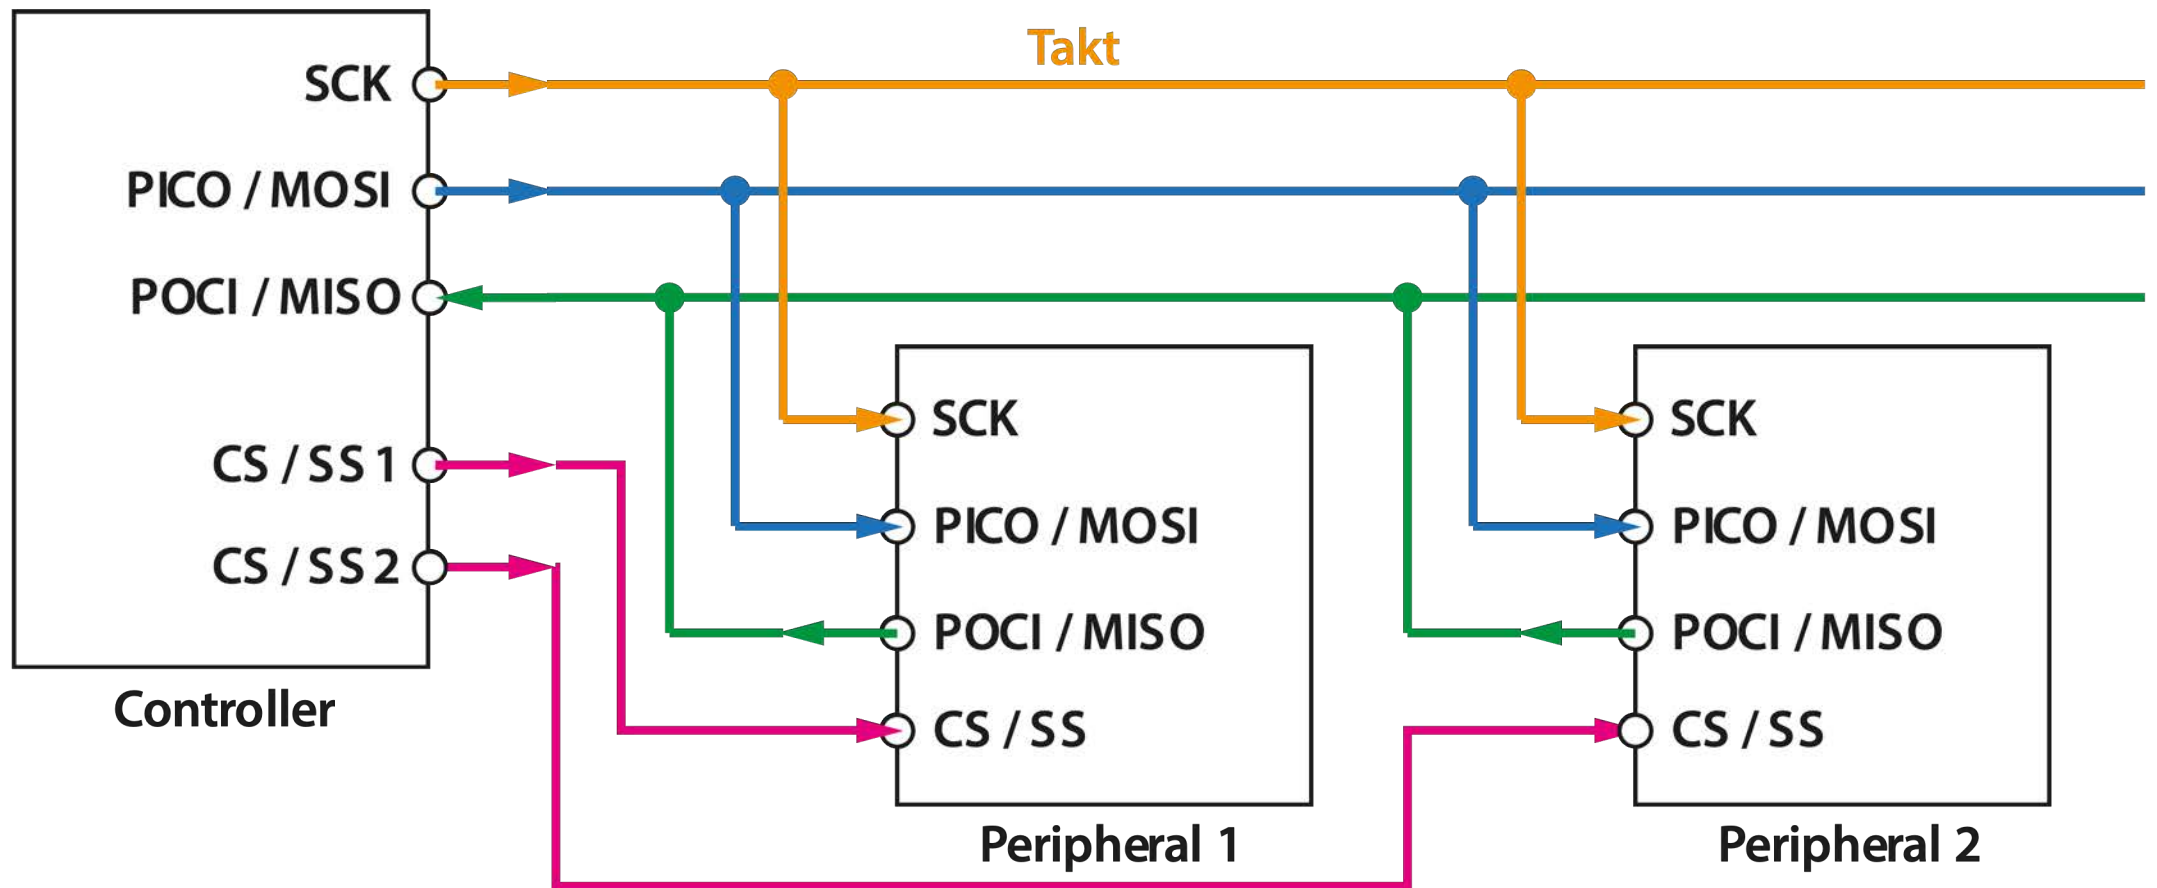 Takt
SCK
PICO / MOSI
POCI / MISO
CS / SS 1
CS / SS 2
Controller
SCK
PICO / MOSI
POCI / MISO
CS / SS
Peripheral 1
SCK
PICO / MOSI
POCI / MISO
CS / SS
Peripheral 2